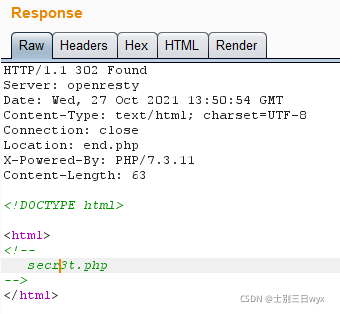 Response
Raw
Headers
Hex
HTML
Render
HTTP/1.1 302 Found
Server: openresty
Date: Wed, 27 Oct 2021 13:50:54 GMT
Content-Type: text/html; charset=UTF-8
Connection: close
Location: end.php
X-Powered-By: PHP/7.3.11
Content-Length: 63
<!DOCTYPE html>
<html>
<!--
secr3t.php
-->
</html>
CSDN @士别三日wyx